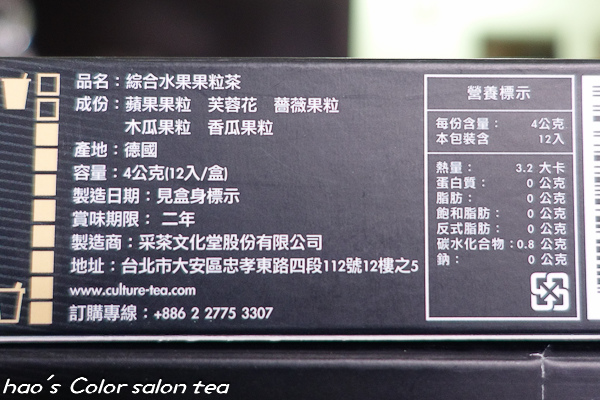 品名：綜合水果果粒茶
成份：蘋果果粒　芙蓉花　薔薇果粒
木瓜果粒　香瓜果粒
產地：德國
容量：4公克(12入/盒)
製造日期：見盒身標示
賞味期限： 二年
製造商：采茶文化堂股份有限公司
地址：台北市大安區忠孝東路四段112號12樓之5
www.culture-tea.com
訂購專線：+886 2 2775 3307
營養標示
每份含量： 4公克
本包裝含 12入
熱量： 3.2 大卡
蛋白質： 0 公克
脂肪： 0 公克
飽和脂肪： 0 公克
反式脂肪： 0 公克
碳水化合物：0.8 公克
鈉： 0 公克
hao's Color salon tea